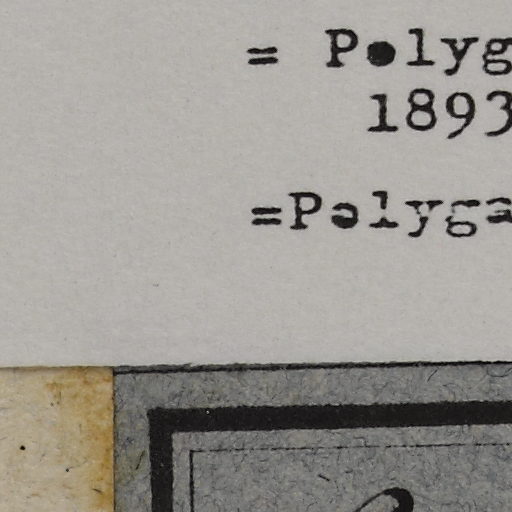 = Polyg
1893
=Polyga